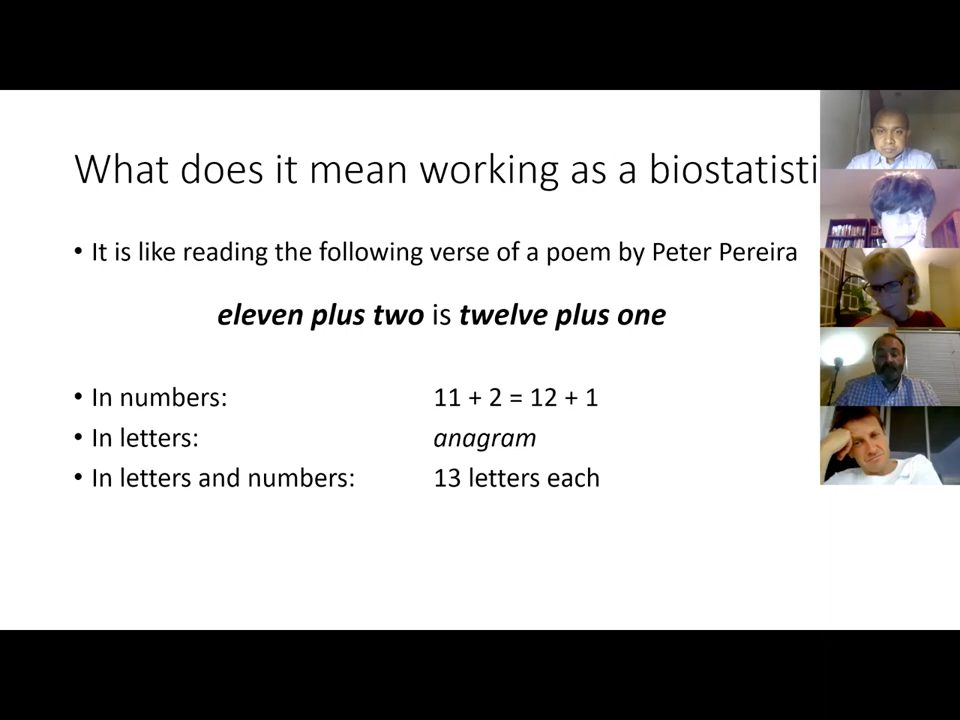 What does it mean working as a biostatisti
• It is like reading the following verse of a poem by Peter Pereira
eleven plus two is twelve plus one
• In numbers: 11 + 2 = 12 + 1
• In letters: anagram
• In letters and numbers: 13 letters each